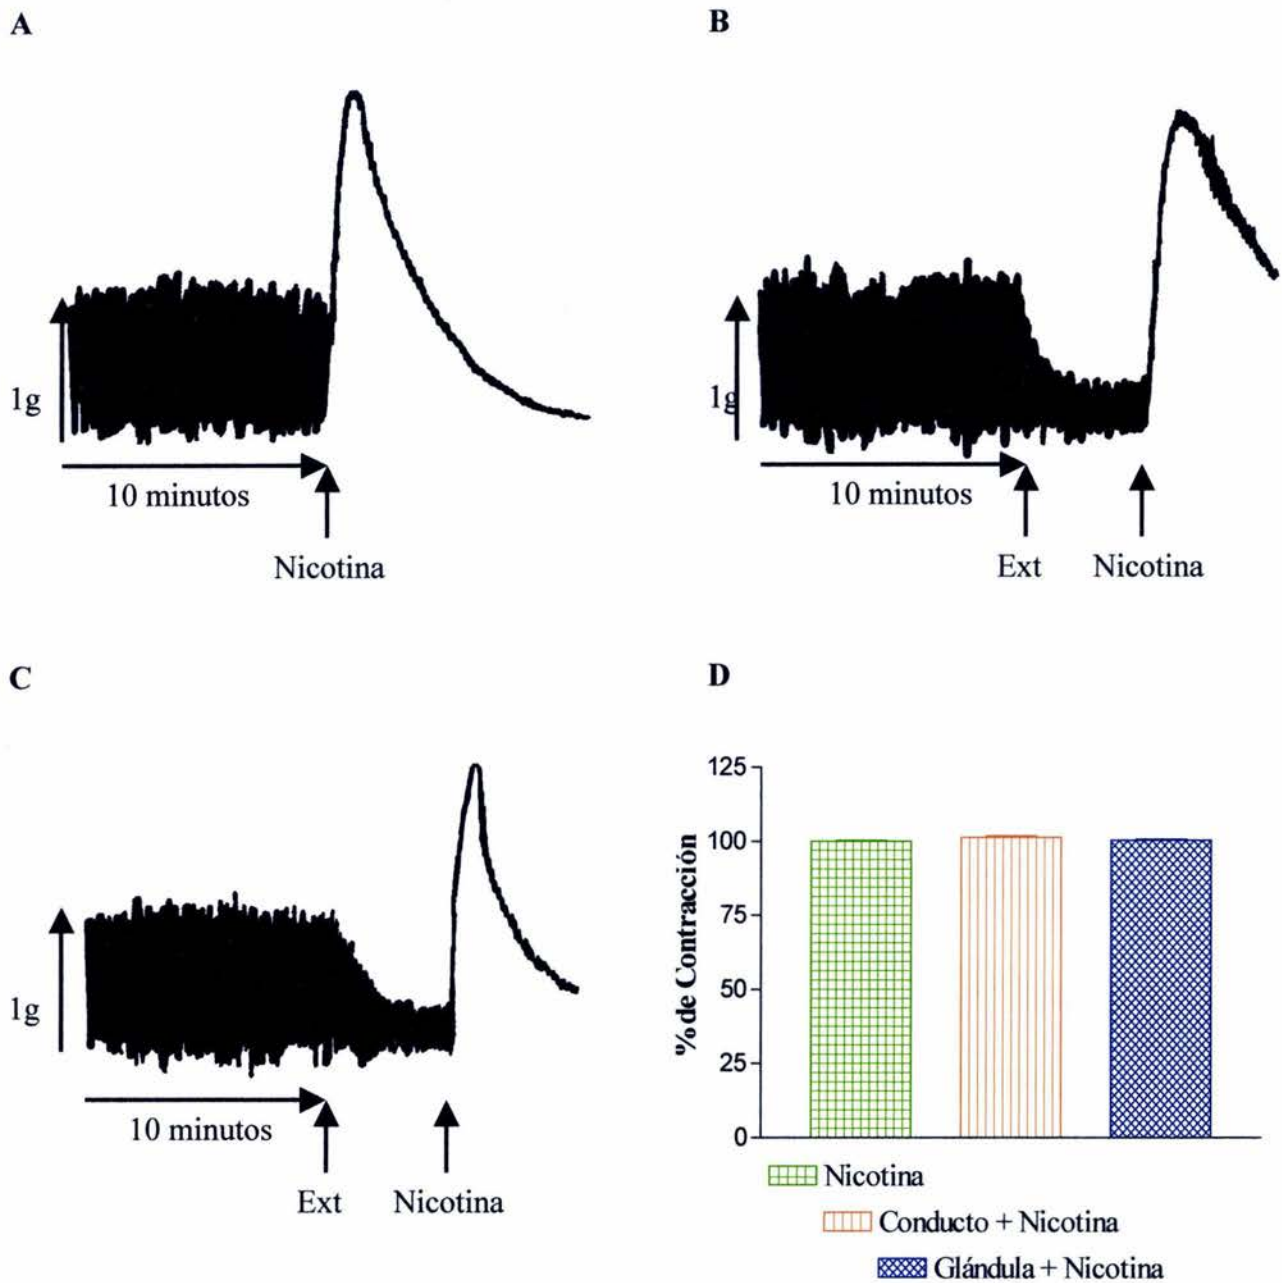 A
1g
10 minutos
Nicotina
B
1g
10 minutos
Ext
Nicotina
C
1g
10 minutos
Ext
Nicotina
D
% de Contracción
125
100
75
50
25
0
Nicotina
Conducto + Nicotina
Glándula + Nicotina